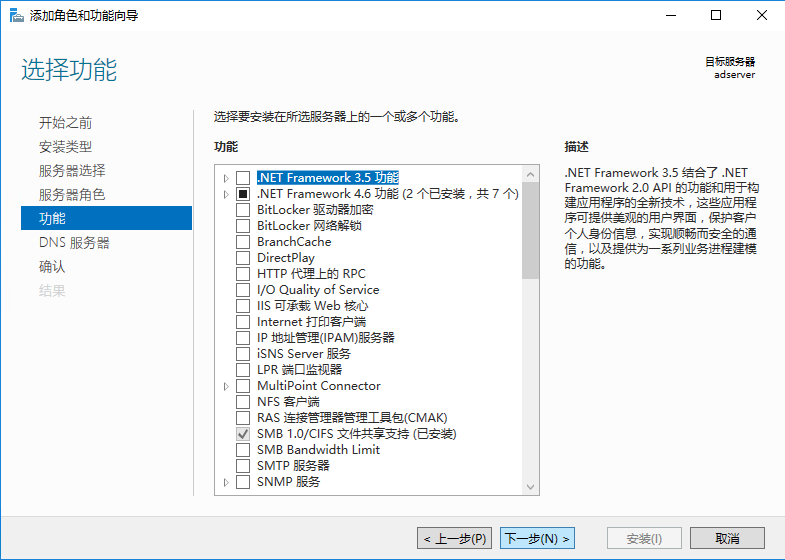 添加角色和功能向导
选择功能
目标服务器
adserver
开始之前
安装类型
服务器选择
服务器角色
功能
DNS 服务器
确认
结果
选择要安装在所选服务器上的一个或多个功能。
功能
.NET Framework 3.5 功能
.NET Framework 4.6 功能 (2 个已安装，共 7 个)
BitLocker 驱动器加密
BitLocker 网络解锁
BranchCache
DirectPlay
HTTP 代理上的 RPC
I/O Quality of Service
IIS 可承载 Web 核心
Internet 打印客户端
IP 地址管理(IPAM)服务器
iSNS Server 服务
LPR 端口监视器
MultiPoint Connector
NFS 客户端
RAS 连接管理器管理工具包(CMAK)
SMB 1.0/CIFS 文件共享支持 (已安装)
SMB Bandwidth Limit
SMTP 服务器
SNMP 服务
描述
.NET Framework 3.5 结合了 .NET
Framework 2.0 API 的功能和用于构
建应用程序的全新技术，这些应用程
序可提供美观的用户界面，保护客户
个人身份信息，实现顺畅而安全的通
信，以及提供为一系列业务进程建模
的功能。
< 上一步(P)
下一步(N) >
安装(I)
取消